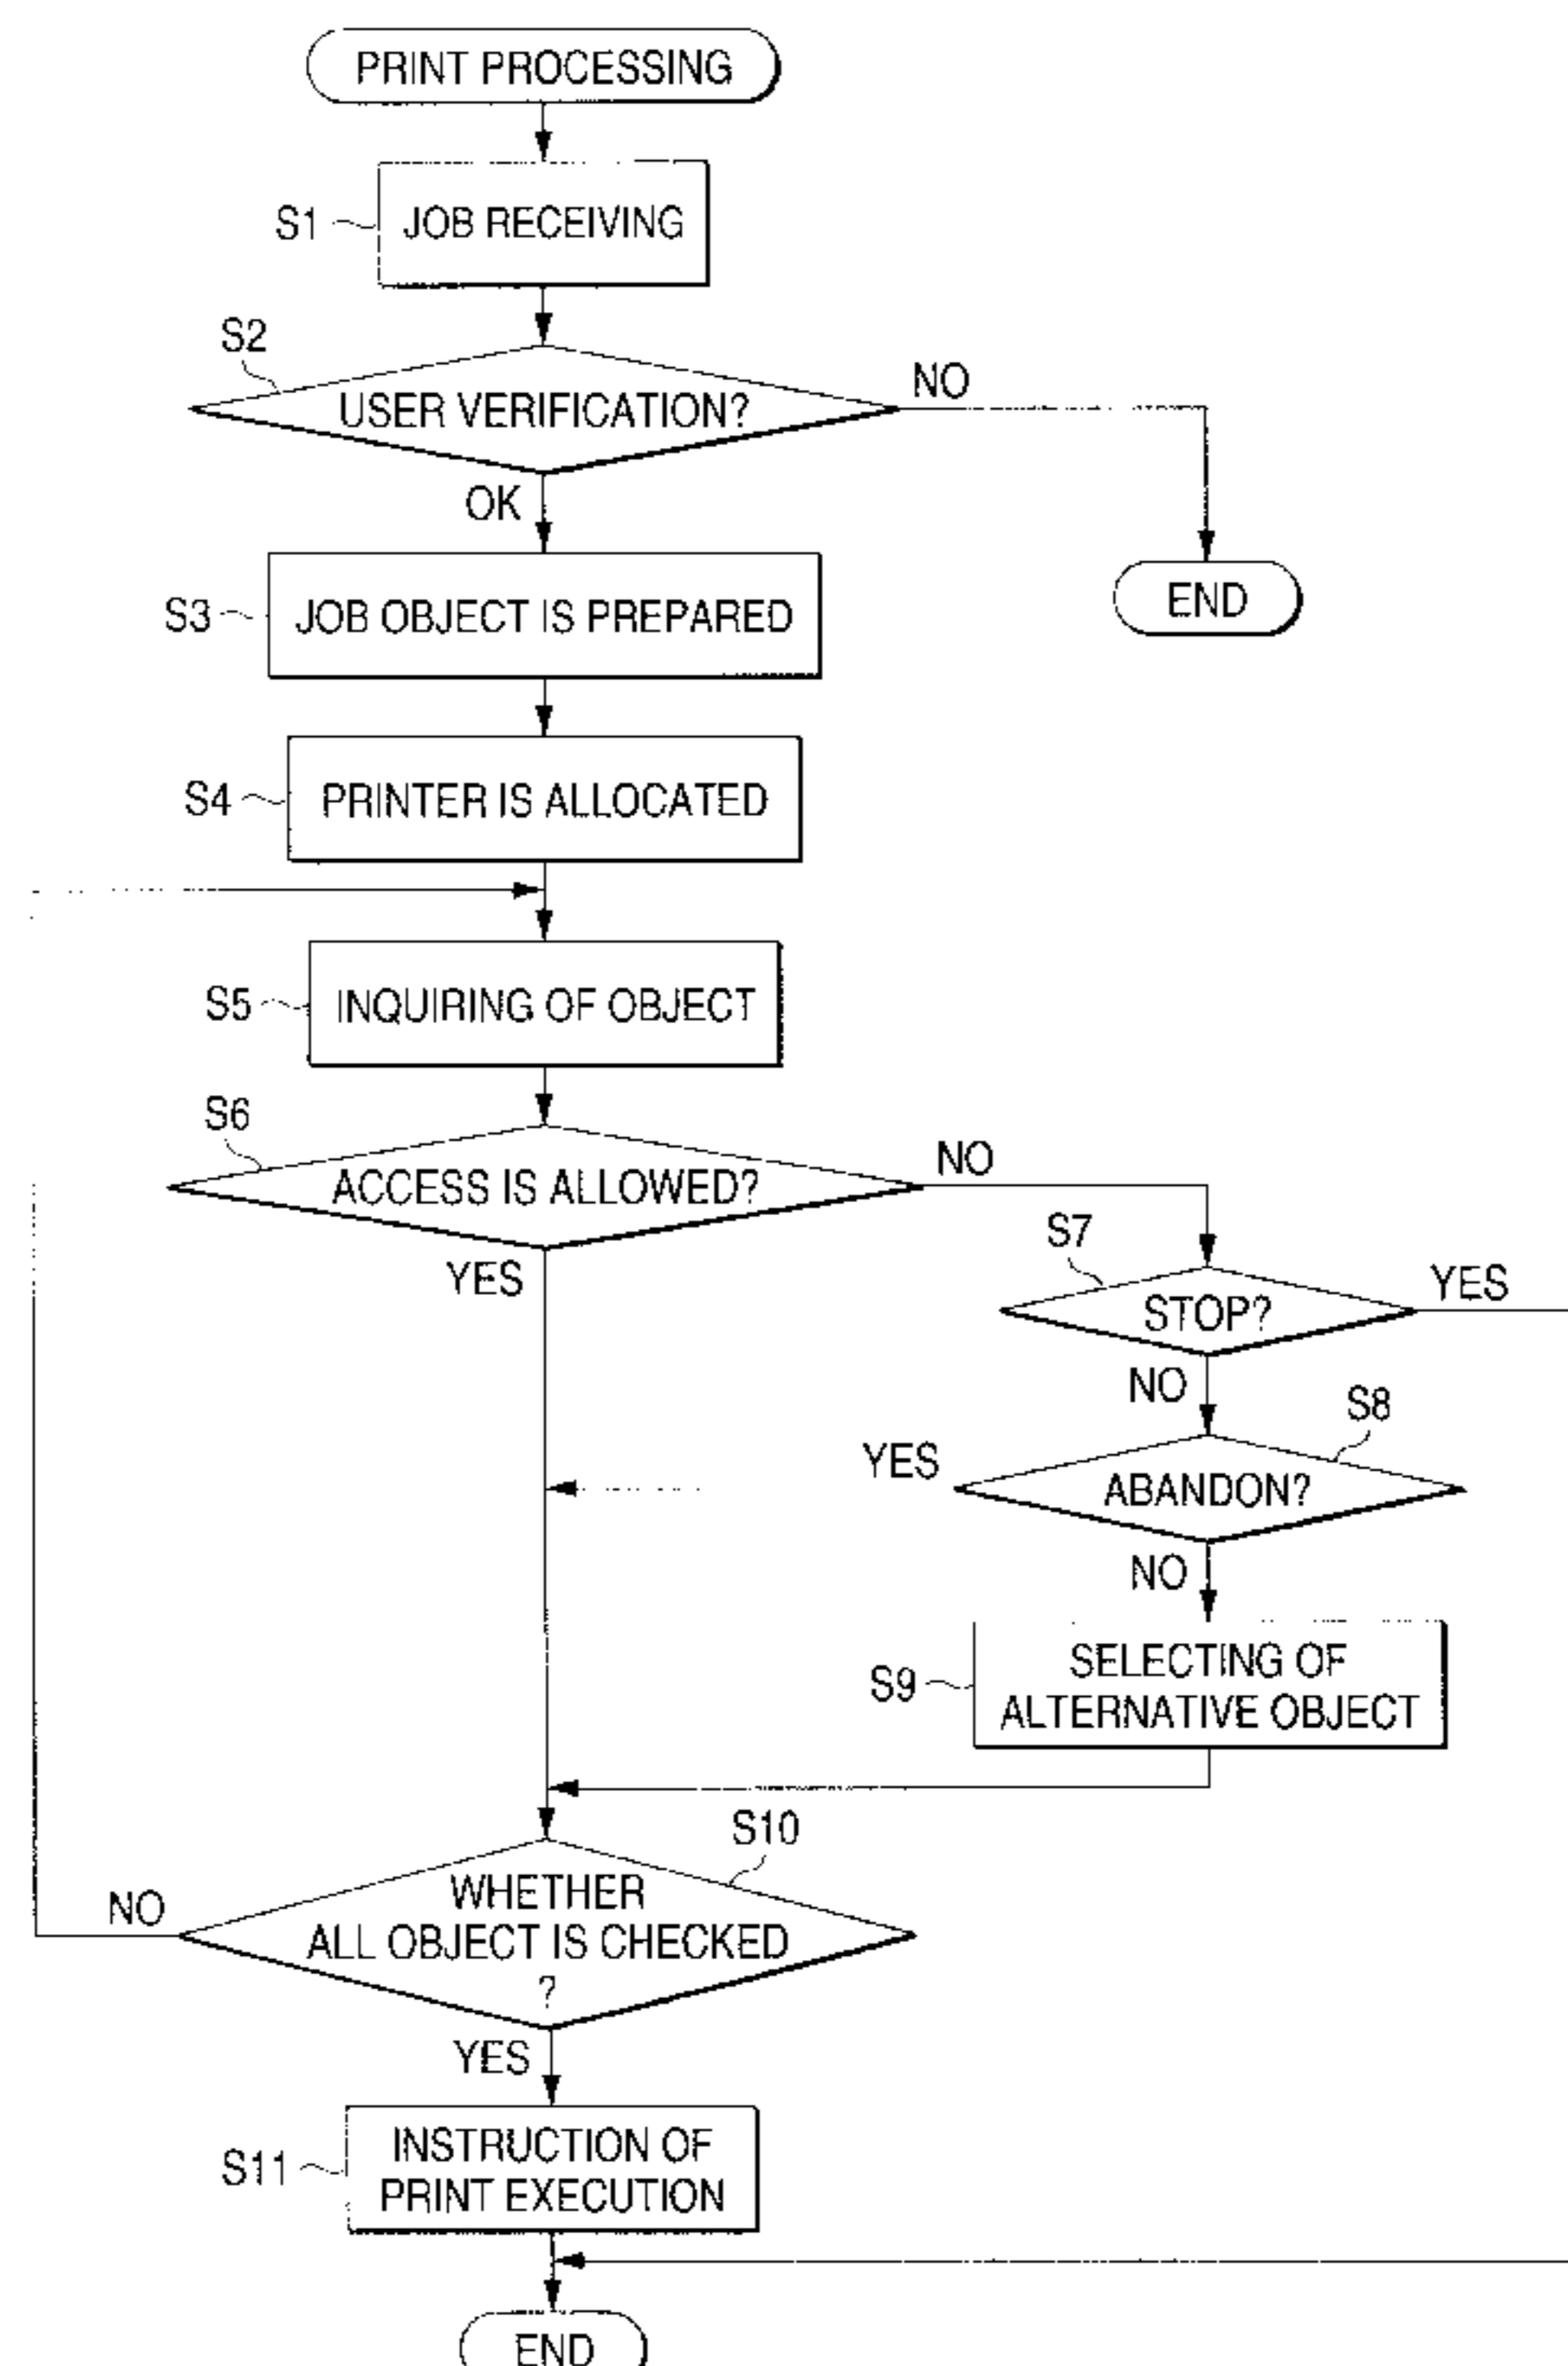 PRINT PROCESSING
S1
JOB RECEIVING
S2
USER VERIFICATION?
NO
OK
END
S3
JOB OBJECT IS PREPARED
S4
PRINTER IS ALLOCATED
S5
INQUIRING OF OBJECT
S6
ACCESS IS ALLOWED?
NO
YES
S7
STOP?
YES
NO
S8
YES
ABANDON?
NO
S9
SELECTING OF
ALTERNATIVE OBJECT
S10
WHETHER
ALL OBJECT IS CHECKED
?
NO
YES
S11
INSTRUCTION OF
PRINT EXECUTION
END